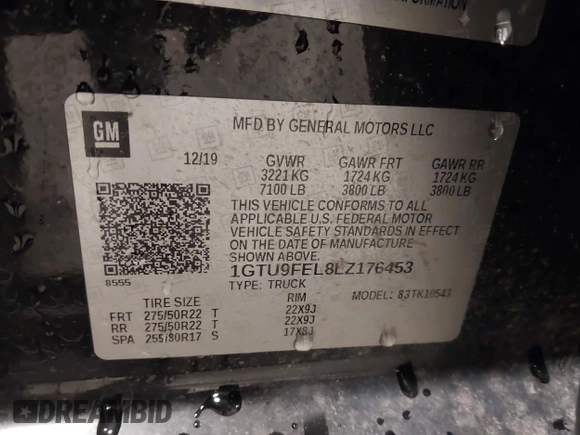 FORMATION
GM
MFD BY GENERAL MOTORS LLC
12/19 GVWR GAWR FRT GAWR RR
3221 KG 1724 KG 1724 KG
7100 LB 3800 LB 3800 LB
THIS VEHICLE CONFORMS TO ALL
APPLICABLE U.S. FEDERAL MOTOR
VEHICLE SAFETY STANDARDS IN EFFECT
ON THE DATE OF MANUFACTURE
SHOWN ABOVE.
8555
1GTU9FEL8LZ176453
TYPE: TRUCK MODEL: 83TK10543
TIRE SIZE RIM
FRT 275/50R22 T 22X9J
RR 275/50R22 T 22X9J
SPA 255/80R17 S 17X8J
DREAMBID